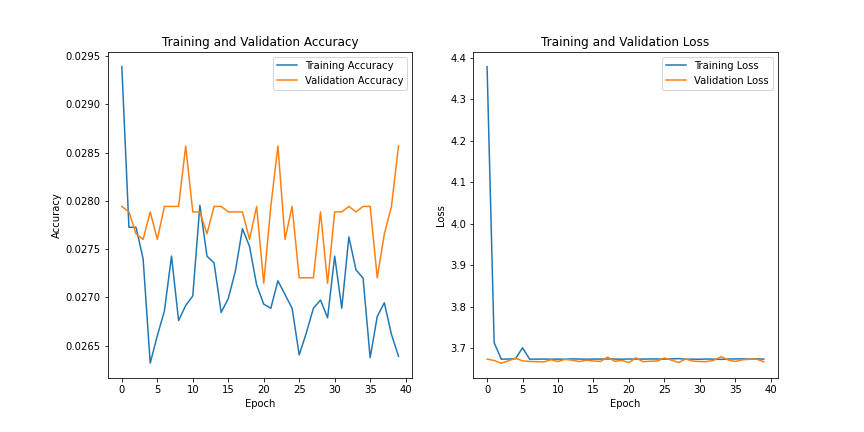 Training and Validation Accuracy
Training Accuracy
Validation Accuracy
0.0295
0.0290
0.0285
0.0280
0.0275
0.0270
0.0265
Accuracy
0 5 10 15 20 25 30 35 40
Epoch
Training and Validation Loss
Training Loss
Validation Loss
4.4
4.3
4.2
4.1
4.0
3.9
3.8
3.7
Loss
0 5 10 15 20 25 30 35 40
Epoch